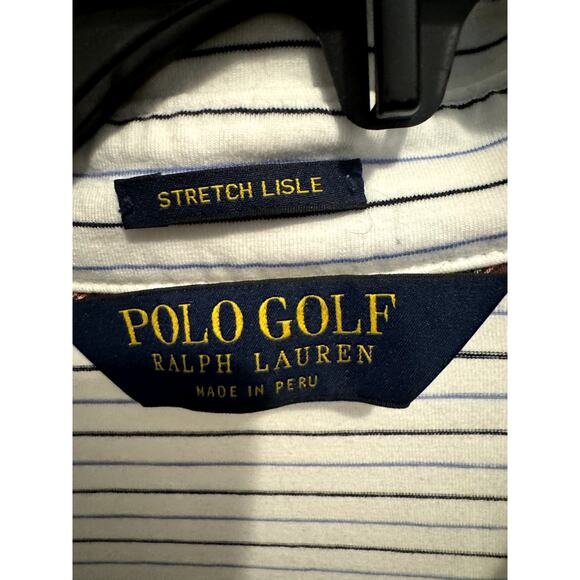 STRETCH LISLE
POLO GOLF
RALPH LAUREN
MADE IN PERU